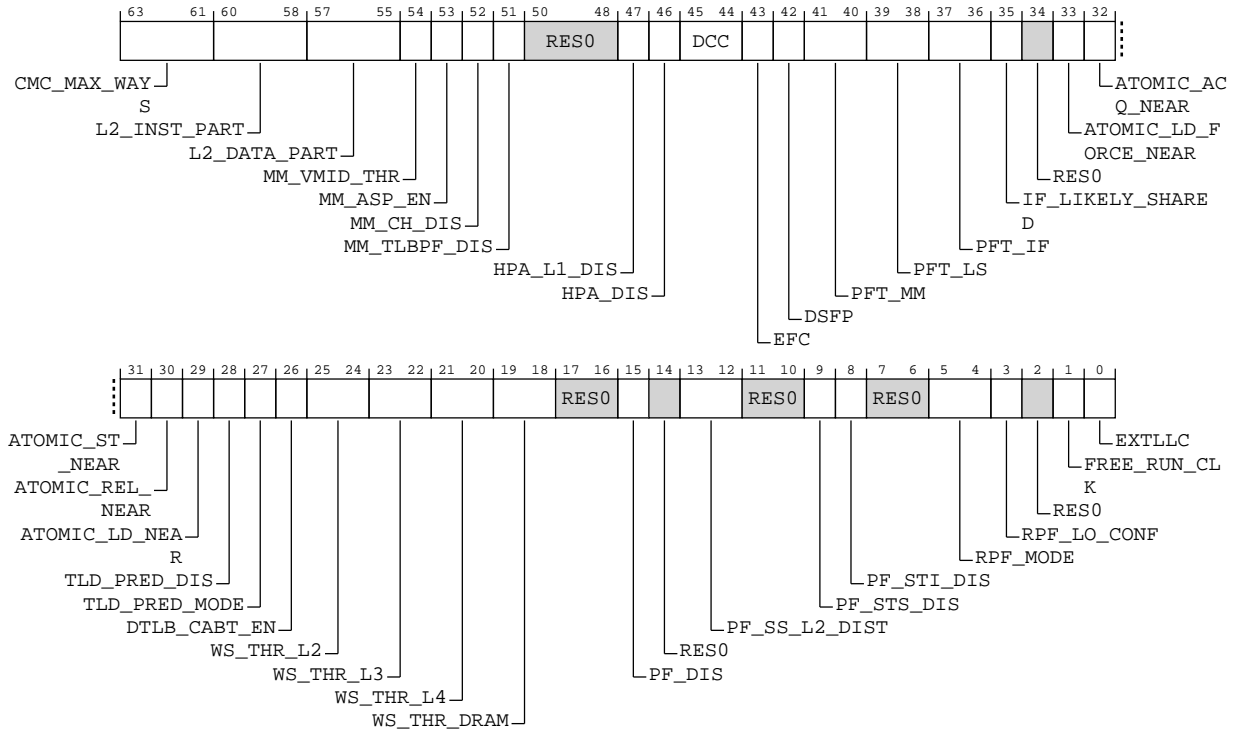 63 61 60 58 57 55 54 53 52 51 50 48 47 46 45 44 43 42 41 40 39 38 37 36 35 34 33 32
RES0 DCC
CMC_MAX_WAY ATOMIC_AC
S Q_NEAR
L2_INST_PART ATOMIC_LD_F
L2_DATA_PART ORCE_NEAR
MM_VMID_THR RES0
MM_ASP_EN IF_LIKELY_SHARE
MM_CH_DIS D
MM_TLBPF_DIS PFT_IF
HPA_L1_DIS PFT_LS
HPA_DIS PFT_MM
DSFP
EFC
31 30 29 28 27 26 25 24 23 22 21 20 19 18 17 16 15 14 13 12 11 10 9 8 7 6 5 4 3 2 1 0
RES0 RES0 RES0
ATOMIC_ST EXTLLC
_NEAR FREE_RUN_CL
ATOMIC_REL_ K
NEAR RES0
ATOMIC_LD_NEA RPF_LO_CONF
R RPF_MODE
TLD_PRED_DIS PF_STI_DIS
TLD_PRED_MODE PF_STS_DIS
DTLB_CABT_EN PF_SS_L2_DIST
WS_THR_L2 RES0
WS_THR_L3 PF_DIS
WS_THR_L4
WS_THR_DRAM